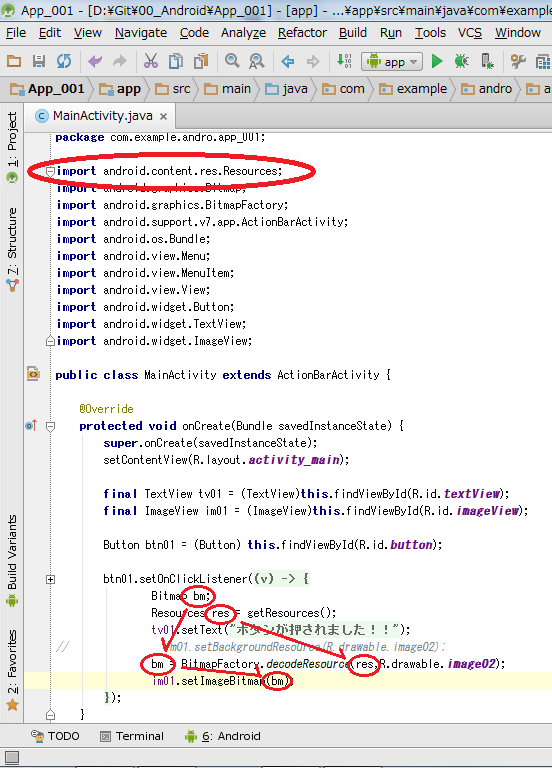 App_001 - [D:¥Git¥00_Android¥App_001] - [app] - ...¥app¥src¥main¥java¥com¥example
File Edit View Navigate Code Analyze Refactor Build Run Tools VCS Window
app
App_001 app src main java com example andro
1: Project
7: Structure
Build Variants
2: Favorites
MainActivity.java ×
package com.example.andro.app_001;
import android.content.res.Resources;
import android.graphics.Bitmap;
import android.graphics.BitmapFactory;
import android.support.v7.app.ActionBarActivity;
import android.os.Bundle;
import android.view.Menu;
import android.view.MenuItem;
import android.view.View;
import android.widget.Button;
import android.widget.TextView;
import android.widget.ImageView;
public class MainActivity extends ActionBarActivity {
@Override
protected void onCreate(Bundle savedInstanceState) {
super.onCreate(savedInstanceState);
setContentView(R.layout.activity_main);
final TextView tv01 = (TextView)this.findViewById(R.id.textView);
final ImageView im01 = (ImageView)this.findViewById(R.id.imageView);
Button btn01 = (Button) this.findViewById(R.id.button);
btn01.setOnClickListener((v) -> {
Bitmap bm;
Resources res = getResources();
tv01.setText("ボタンが押されました！！");
// im01.setBackgroundResource(R.drawable.image02);
bm = BitmapFactory.decodeResource(res,R.drawable.image02);
im01.setImageBitmap(bm)
});
}
TODO Terminal 6: Android